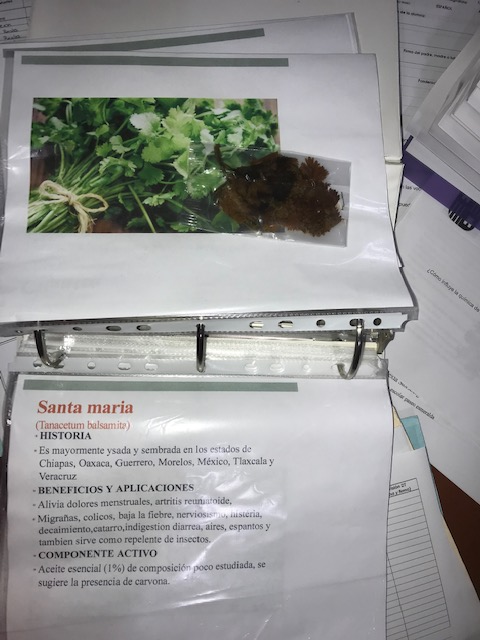 Santa maria
(Tanacetum balsamita)
- HISTORIA
- Es mayormente ysada y sembrada en los estados de
Chiapas, Oaxaca, Guerrero, Morelos, México, Tlaxcala y
Veracruz
- BENEFICIOS Y APLICACIONES
- Alivia dolores menstruales, artritis reumatoide,
- Migrañas, colicos, baja la fiebre, nerviosismo, histeria,
decaimiento,catarro,indigestion diarrea, aires, espantos y
tambien sirve como repelente de insectos.
- COMPONENTE ACTIVO
- Aceite esencial (1%) de composición poco estudiada, se
sugiere la presencia de carvona.
¿Cómo influye la química de